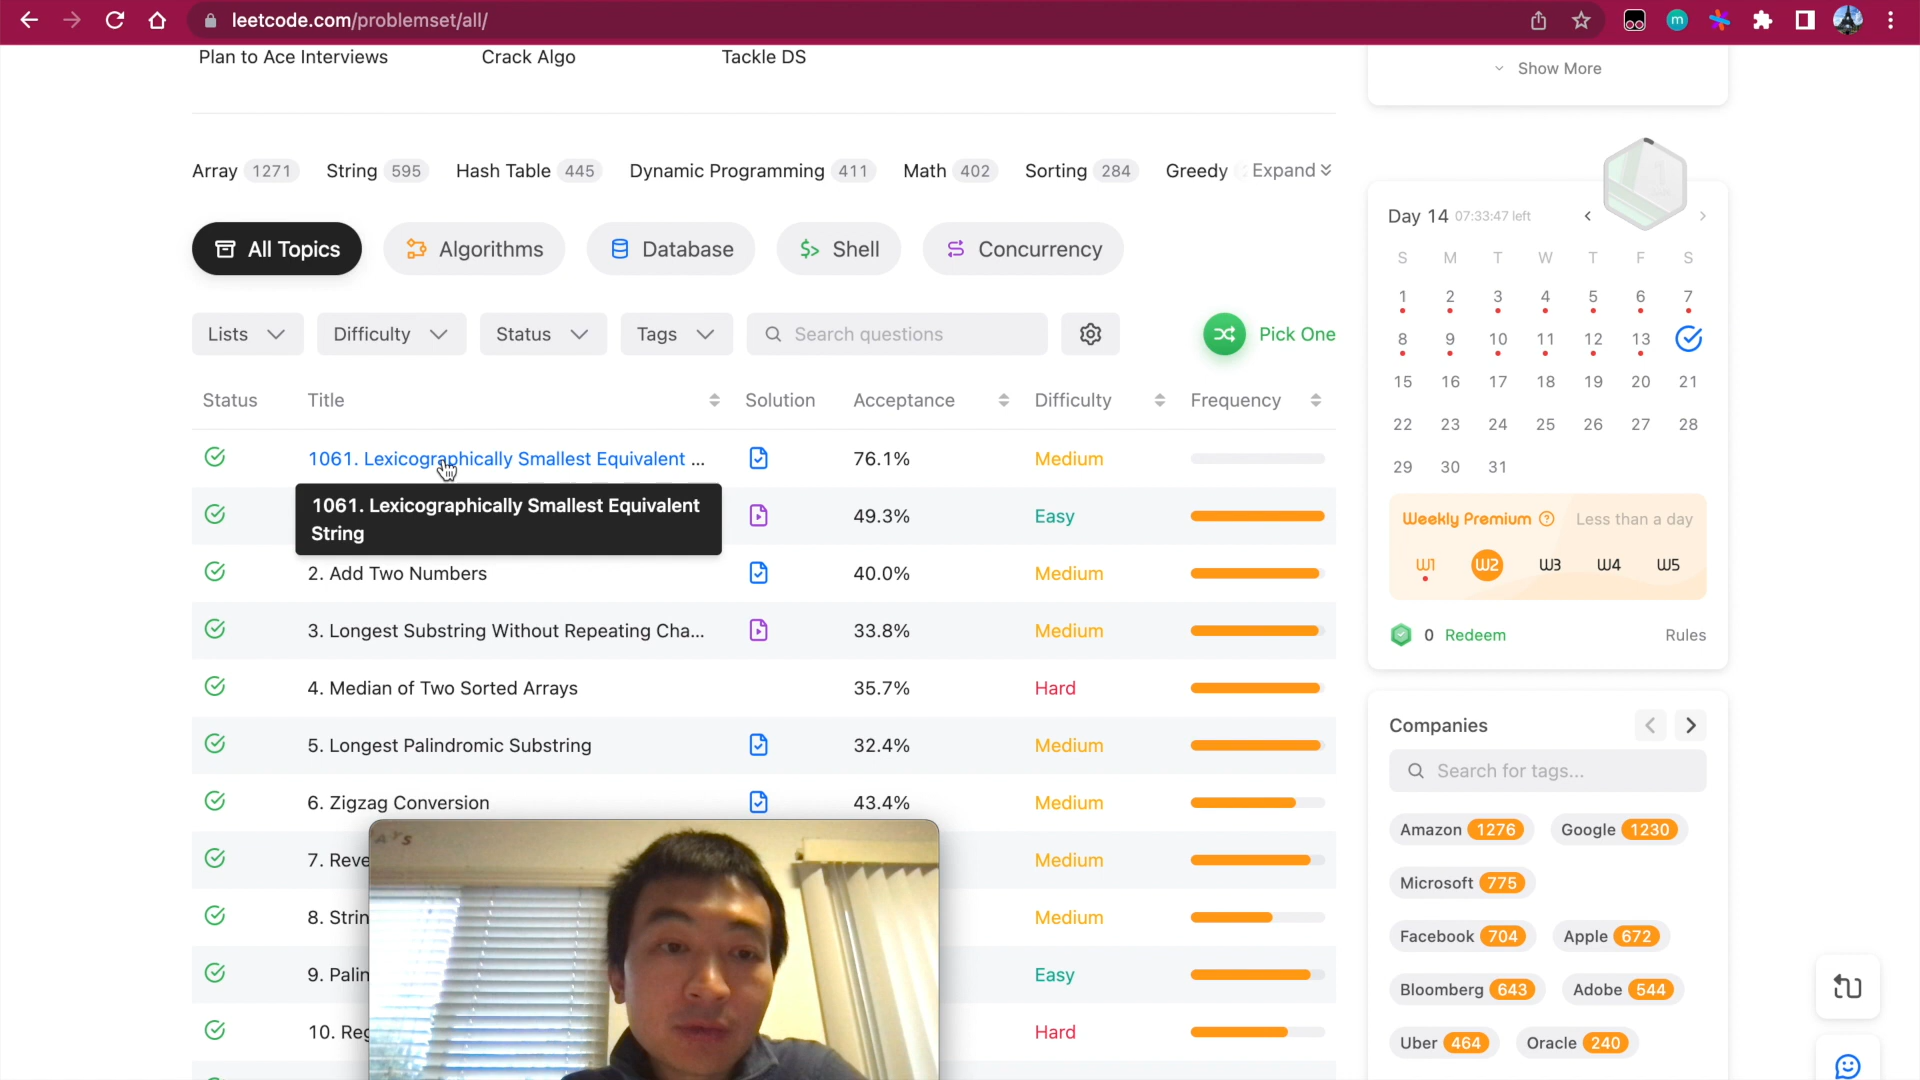 leetcode.com/problemset/all/
Plan to Ace Interviews
Crack Algo
Tackle DS
Show More
Array 1271 String 595 Hash Table 445 Dynamic Programming 411 Math 402 Sorting 284 Greedy Expand
All Topics Algorithms Database Shell Concurrency
Lists Difficulty Status Tags Search questions Pick One
Status Title Solution Acceptance Difficulty Frequency
1061. Lexicographically Smallest Equivalent ... 76.1% Medium
1061. Lexicographically Smallest Equivalent
String
49.3% Easy
2. Add Two Numbers 40.0% Medium
3. Longest Substring Without Repeating Cha... 33.8% Medium
4. Median of Two Sorted Arrays 35.7% Hard
5. Longest Palindromic Substring 32.4% Medium
6. Zigzag Conversion 43.4% Medium
7. Reve Medium
8. Strin Medium
9. Palin Easy
10. Reg Hard
Day 14 07:33:47 left
S M T W T F S
1 2 3 4 5 6 7
8 9 10 11 12 13
15 16 17 18 19 20 21
22 23 24 25 26 27 28
29 30 31
Weekly Premium Less than a day
W1 W2 W3 W4 W5
0 Redeem Rules
Companies
Search for tags...
Amazon 1276 Google 1230
Microsoft 775
Facebook 704 Apple 672
Bloomberg 643 Adobe 544
Uber 464 Oracle 240